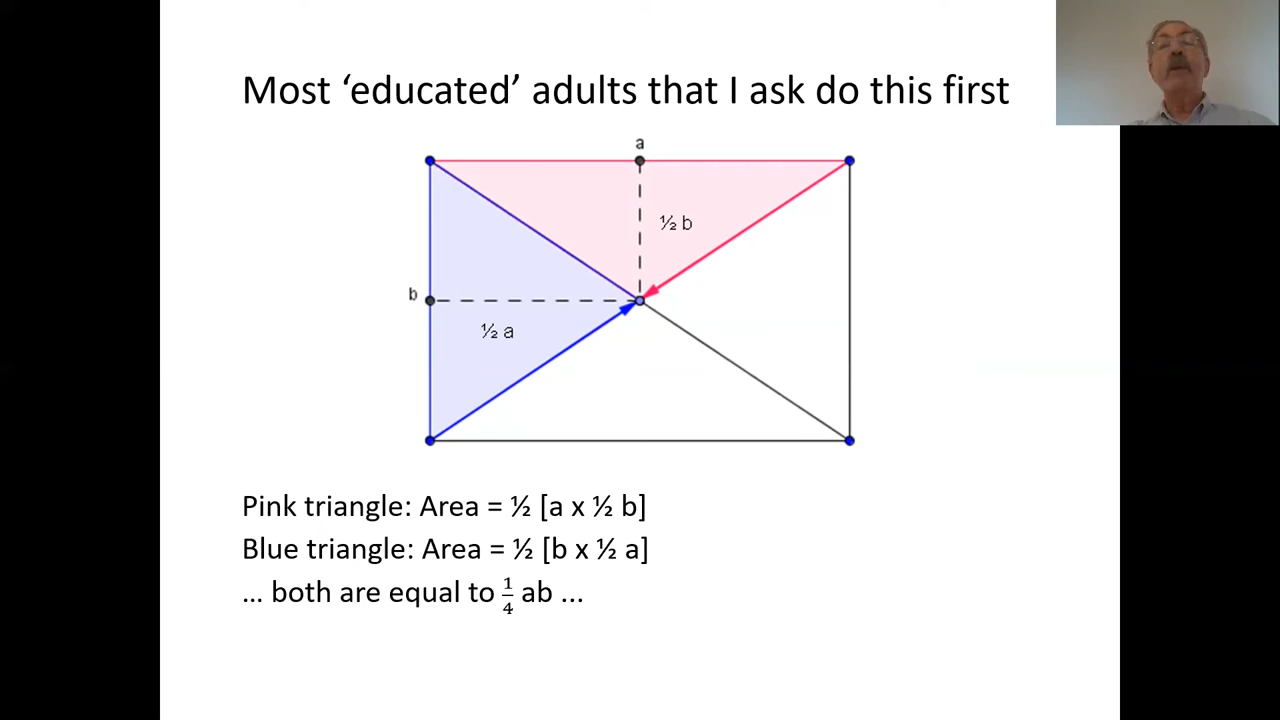 Most ‘educated’ adults that I ask do this first
a
½ b
b
½ a
Pink triangle: Area = ½ [a x ½ b]
Blue triangle: Area = ½ [b x ½ a]
... both are equal to 1/4 ab ...